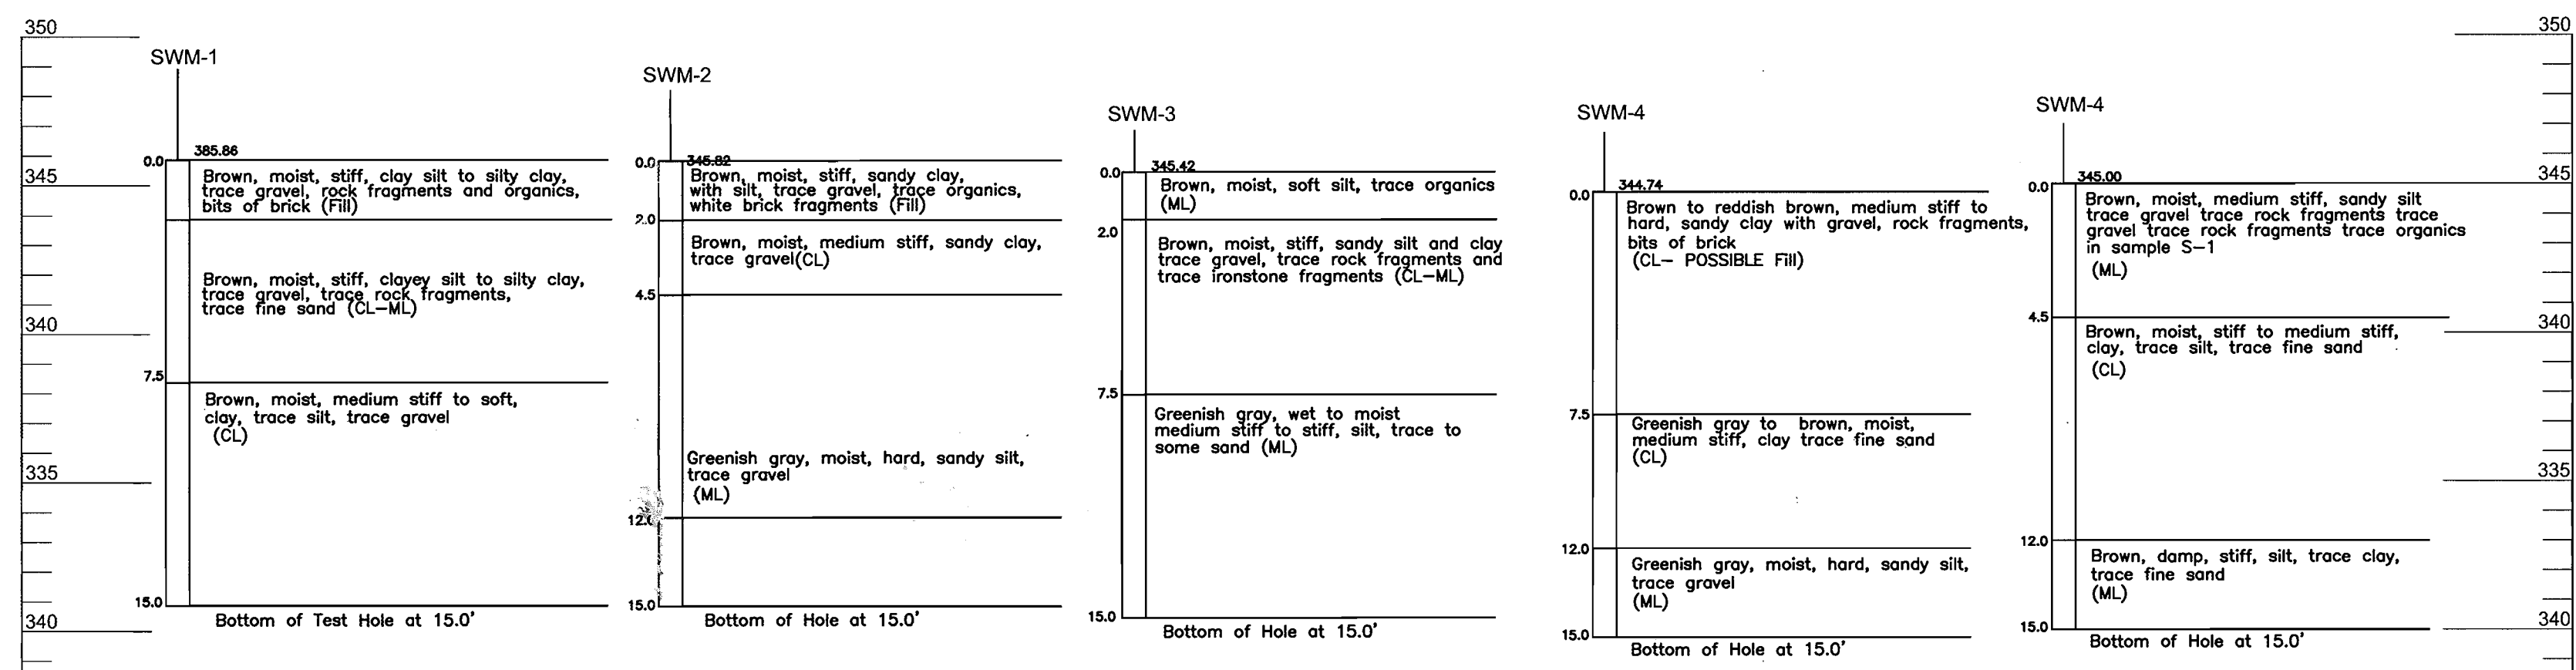 350
345
340
335
340
SWM-1
385.86
0.0
Brown, moist, stiff, clay silt to silty clay,
trace gravel, rock fragments and organics,
bits of brick (Fill)
Brown, moist, stiff, clayey silt to silty clay,
trace gravel, trace rock fragments,
trace fine sand (CL-ML)
7.5
Brown, moist, medium stiff to soft,
clay, trace silt, trace gravel
(CL)
15.0
Bottom of Test Hole at 15.0'
SWM-2
345.82
0.0
Brown, moist, stiff, sandy clay,
with silt, trace gravel, trace organics,
white brick fragments (Fill)
2.0
Brown, moist, medium stiff, sandy clay,
trace gravel(CL)
4.5
Greenish gray, moist, hard, sandy silt,
trace gravel
(ML)
12.0
15.0
Bottom of Hole at 15.0'
SWM-3
345.42
0.0
Brown, moist, soft silt, trace organics
(ML)
2.0
Brown, moist, stiff, sandy silt and clay
trace gravel, trace rock fragments and
trace ironstone fragments (CL-ML)
7.5
Greenish gray, wet to moist
medium stiff to stiff, silt, trace to
some sand (ML)
15.0
Bottom of Hole at 15.0'
SWM-4
344.74
0.0
Brown to reddish brown, medium stiff to
hard, sandy clay with gravel, rock fragments,
bits of brick
(CL- POSSIBLE Fill)
7.5
Greenish gray to brown, moist,
medium stiff, clay trace fine sand
(CL)
12.0
Greenish gray, moist, hard, sandy silt,
trace gravel
(ML)
15.0
Bottom of Hole at 15.0'
SWM-4
345.00
0.0
Brown, moist, medium stiff, sandy silt
trace gravel trace rock fragments trace
gravel trace rock fragments trace organics
in sample S-1
(ML)
4.5
Brown, moist, stiff to medium stiff,
clay, trace silt, trace fine sand
(CL)
12.0
Brown, damp, stiff, silt, trace clay,
trace fine sand
(ML)
15.0
Bottom of Hole at 15.0'
350
345
340
335
340